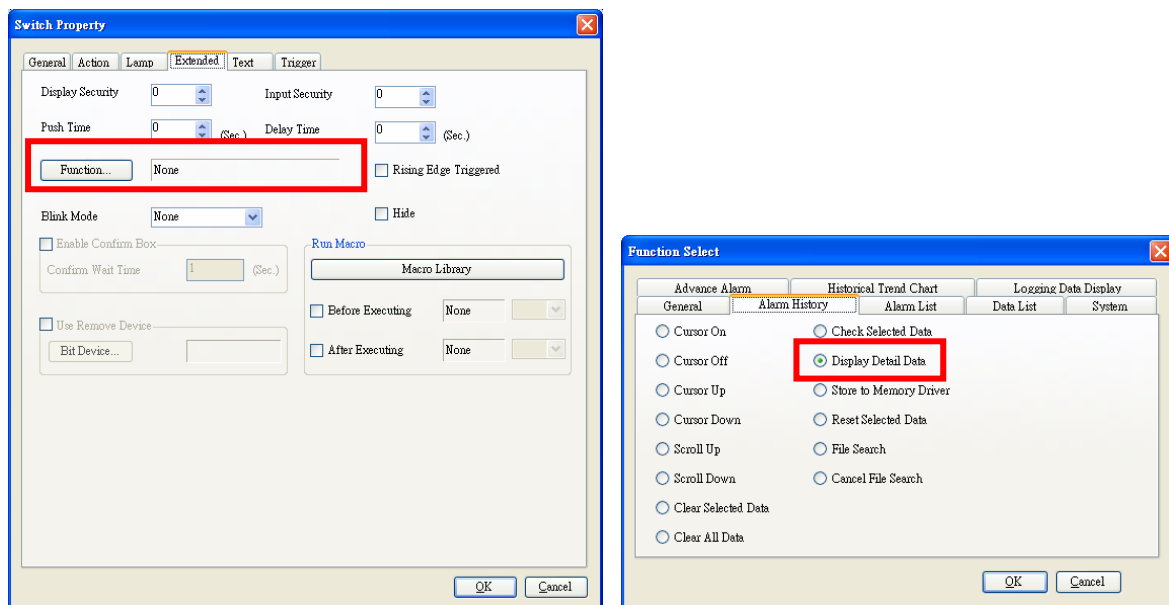 Switch Property
General Action Lamp Extended Text Trigger
Display Security 0 Input Security 0
Push Time 0 (Sec.) Delay Time 0 (Sec.)
Function... None Rising Edge Triggered
Blink Mode None Hide
Enable Confirm Box Run Macro
Confirm Wait Time 1 (Sec.) Macro Library
Before Executing None
Use Remove Device
Bit Device... After Executing None
OK Cancel
Function Select
Advance Alarm Historical Trend Chart Logging Data Display
General Alarm History Alarm List Data List System
Cursor On Check Selected Data
Cursor Off Display Detail Data
Cursor Up Store to Memory Driver
Cursor Down Reset Selected Data
Scroll Up File Search
Scroll Down Cancel File Search
Clear Selected Data
Clear All Data
OK Cancel